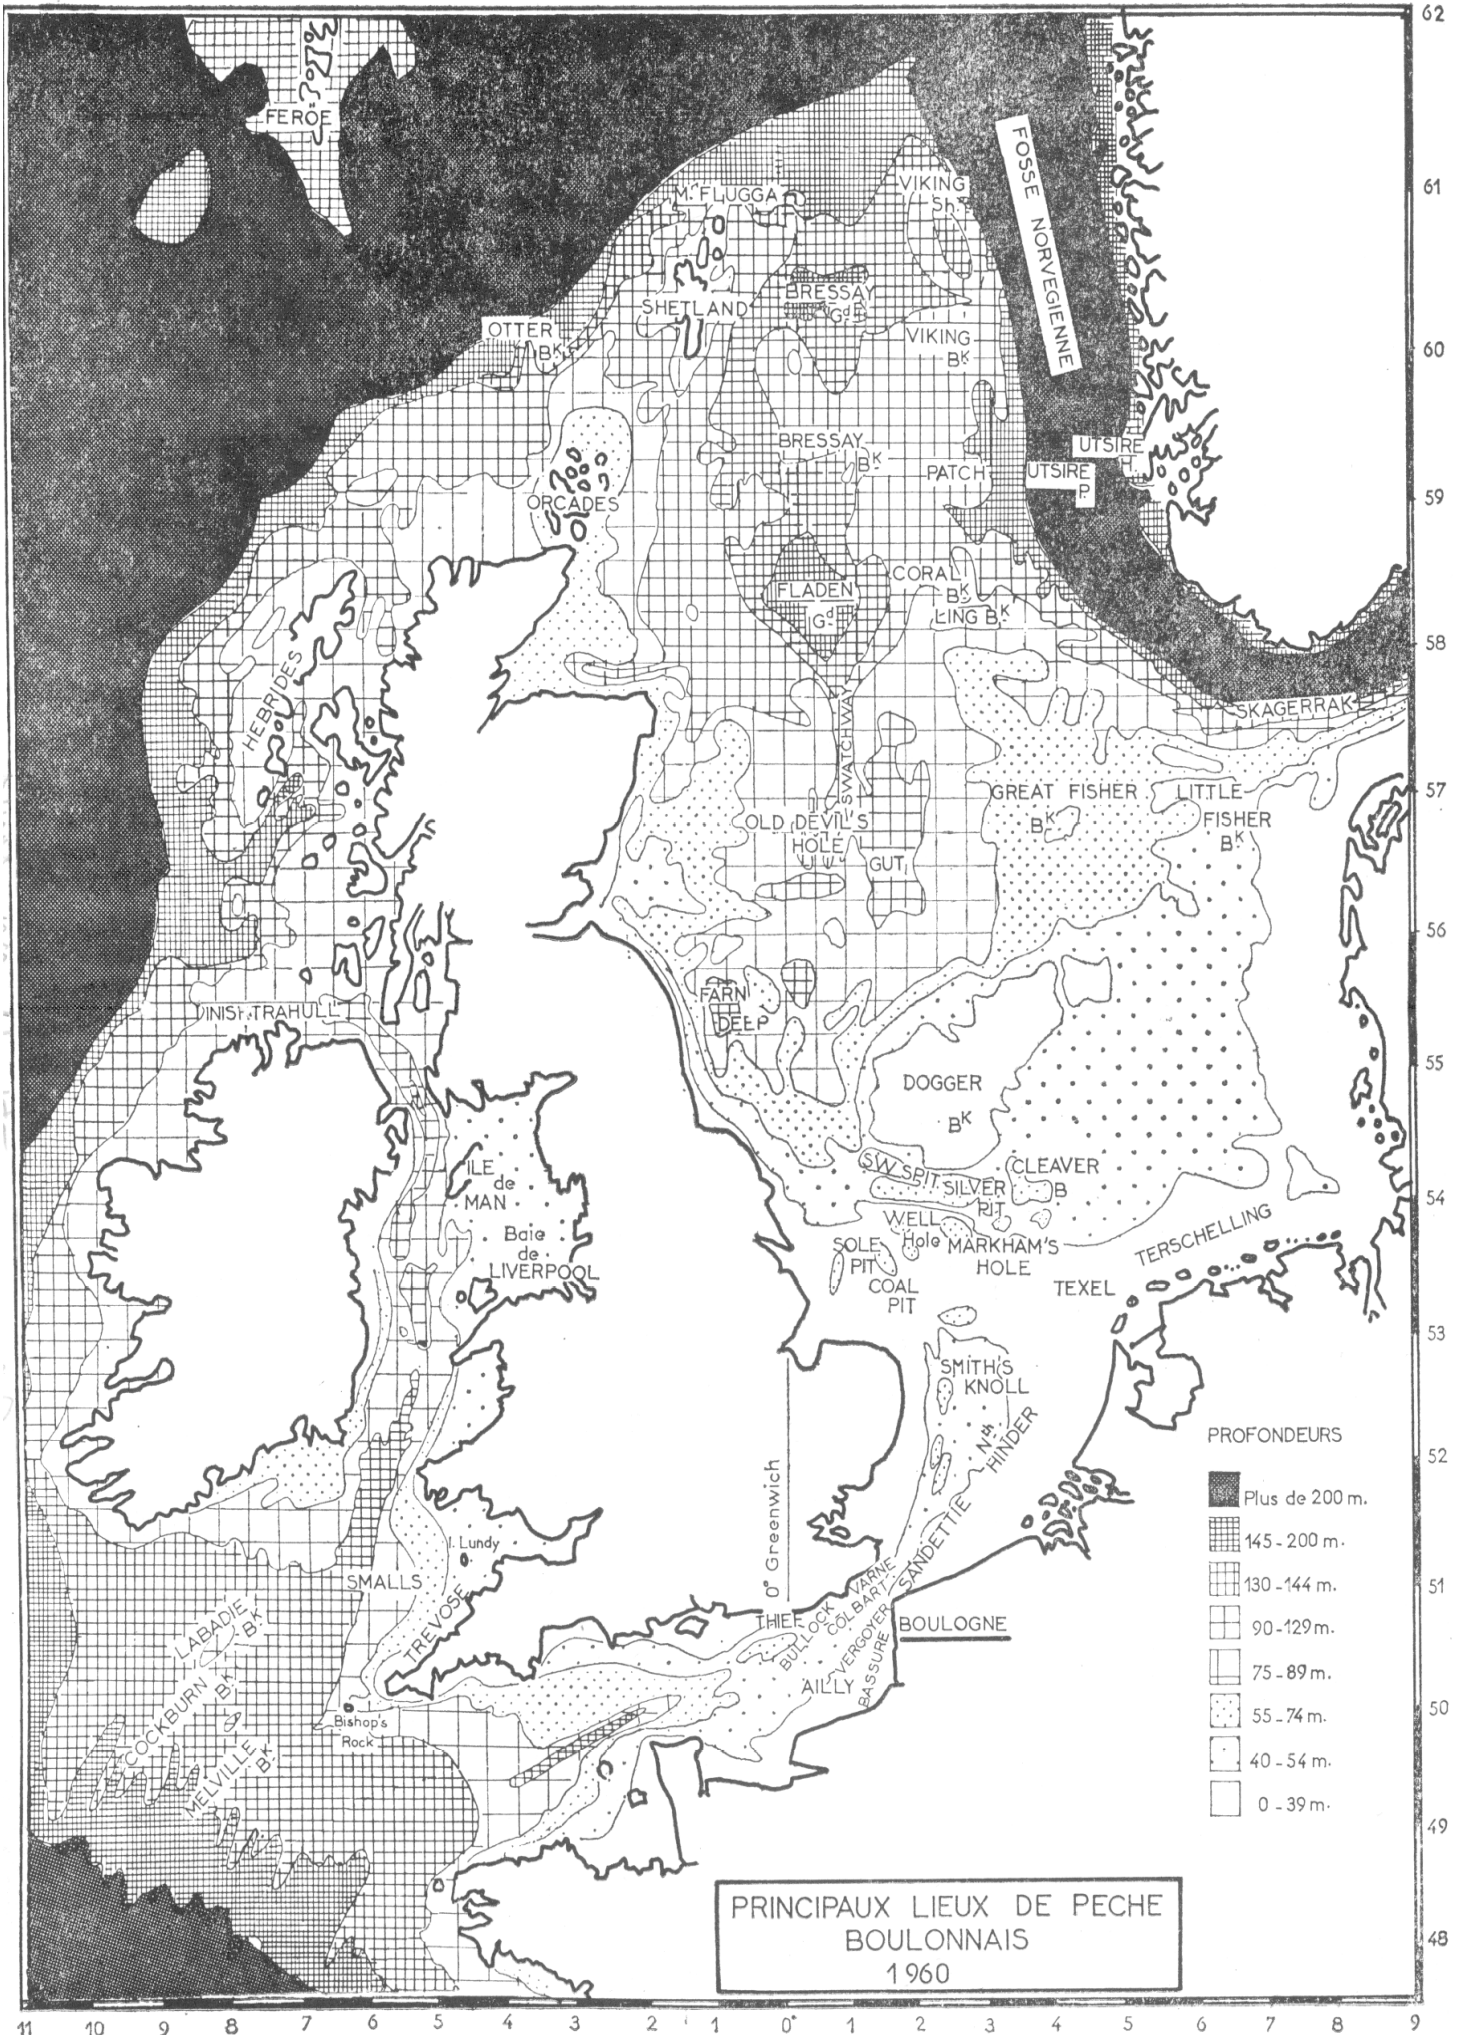 62
FEROE
61
M. FLUGGA
VIKING
Sh.
FOSSE NORVEGIENNE
SHETLAND
BRESSAY
Gd
OTTER
BK
VIKING
BK
60
BRESSAY
BK
UTSIRE
H.
PATCH
UTSIRE
P.
59
ORCADES
FLADEN
Gd
CORAL
BK
LING BK
58
HEBRIDES
SWATCHWAY
SKAGERRAK
57
GREAT FISHER
BK
LITTLE
FISHER
BK
OLD DEVIL'S
HOLE
GUT
56
FARN
DEEP
INISHTRAHULL
55
DOGGER
BK
S.W. SPIT
SILVER
PIT
CLEAVER
B
54
ILE
de
MAN
Baie
de
LIVERPOOL
WELL
Hole
MARKHAM'S
HOLE
SOLE
PIT
COAL
PIT
TERSCHELLING
TEXEL
53
SMITH'S
KNOLL
Nth
HINDER
52
0° Greenwich
SANDETTIE
I. Lundy
SMALLS
TREVOSE
51
VARNE
COLBART
THIEF
BULLOCK
VERGOYER
BASSURE
BOULOGNE
AILLY
LABADIE
BK
COCKBURN
BK
MELVILLE
BK
Bishop's
Rock
50
49
48
PROFONDEURS
Plus de 200 m.
145-200 m.
130-144 m.
90-129 m.
75-89 m.
55-74 m.
40-54 m.
0-39 m.
PRINCIPAUX LIEUX DE PECHE
BOULONNAIS
1960
11 10 9 8 7 6 5 4 3 2 1 0° 1 2 3 4 5 6 7 8 9